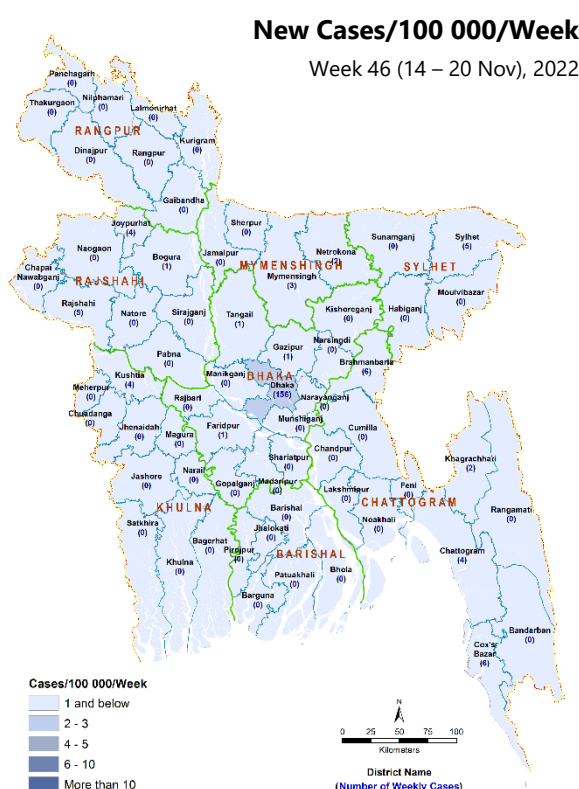 New Cases/100 000/Week
Week 46 (14 – 20 Nov), 2022
Panchagarh
(0)
Thakurgaon
(0)
Nilphamari
(0)
Lalmonirhat
(0)
RANGPUR
Dinajpur
(0)
Rangpur
(0)
Kurigram
(0)
Gaibandha
(0)
Joypurhat
(4)
Sherpur
(0)
Sunamganj
(0)
Sylhet
(5)
Naogaon
(0)
Bogura
(1)
Jamalpur
(0)
Netrokona
MYMENSHINGH
Mymensingh
(3)
SYLHET
Chapai
Nawabganj
(0)
RAJSHAHI
Moulvibazar
(0)
Rajshahi
(5)
Natore
(0)
Sirajganj
(0)
Tangail
(1)
Kishoreganj
(0)
Habiganj
(0)
Pabna
(0)
Gazipur
(1)
Narsingdi
(0)
Brahmanbaria
(6)
Meherpur
(0)
Kushtia
(4)
Manikganj
(0)
DHAKA
Dhaka
(156)
Chuadanga
(0)
Rajbari
(0)
Narayanganj
(0)
Jhenaidah
(0)
Magura
(0)
Faridpur
(1)
Munshiganj
(0)
Cumilla
(0)
Chandpur
(0)
Khagrachhari
(2)
Jashore
(0)
Narail
(0)
Gopalganj
(0)
Shariatpur
(0)
Madaripur
(0)
Lakshmipur
(0)
Feni
(0)
CHATTOGRAM
Rangamati
(0)
KHULNA
Satkhira
(0)
Barishal
(0)
Noakhali
(0)
Khulna
(0)
Bagerhat
(0)
Pirojpur
(0)
Jhalokati
(0)
BARISHAL
Patuakhali
(0)
Bhola
(0)
Chattogram
(4)
Barguna
(0)
Bandarban
(0)
Cox's
Bazar
(6)
Cases/100 000/Week
1 and below
2 - 3
4 - 5
6 - 10
More than 10
N
0 25 50 75 100
Kilometers
District Name
(Number of Weekly Cases)